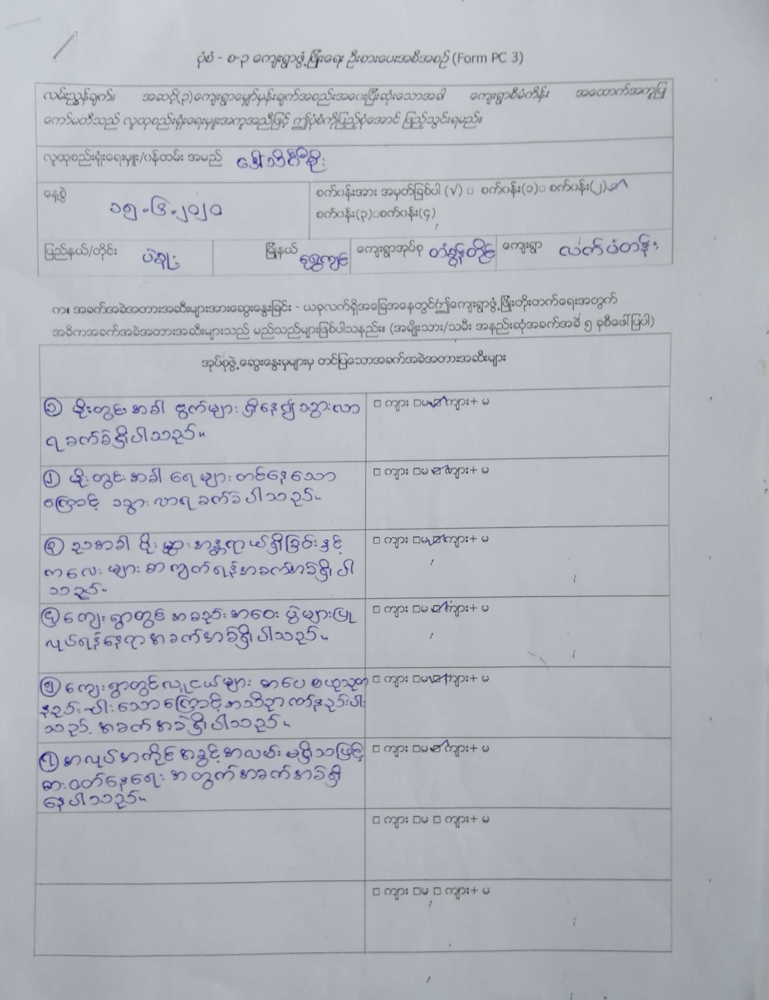 ပုံစံ - စ-၃ ကျေးရွာဖွံ့ဖြိုးရေး ဦးစားပေးအစီအစဉ် (Form PC 3)
လမ်းညွှန်ချက်။ အဆင့်(၃)ကျေးရွာမျှော်မှန်းချက်အစည်းအဝေးပြီးဆုံးသောအခါ ကျေးရွာစီမံကိန်း အထောက်အကူပြု
ကော်မတီသည် လူထုစည်းရုံးရေးမှူးအကူအညီဖြင့် ဤပုံစံကိုပြည့်စုံအောင် ဖြည့်သွင်းရမည်။
လူထုစည်းရုံးရေးမှူး/ဝန်ထမ်း အမည် ဒေါ်သိင်္ဂီစိုး
နေ့စွဲ ၁၅.၆.၂၀၂၀
စက်ဝန်းအား အမှတ်ခြစ်ပါ (√) □ စက်ဝန်း(၁)□ စက်ဝန်း(၂)☑
စက်ဝန်း(၃)□စက်ဝန်း(၄)
ပြည်နယ်/တိုင်း ပဲခူး မြို့နယ် ရွှေကျင် ကျေးရွာအုပ်စု တံခွန်တိုင် ကျေးရွာ လက်ပံတန်း
က။ အခက်အခဲအတားအဆီးများအားဆွေးနွေးခြင်း - ယခုလက်ရှိအခြေအနေတွင်ဤကျေးရွာဖွံ့ဖြိုးတိုးတက်ရေးအတွက်
အဓိကအခက်အခဲအတားအဆီးများသည် မည်သည်များဖြစ်ပါသနည်း။ (အမျိုးသား/သမီး အနည်းဆုံအခက်အခဲ ၅ ခုစီဖေါ်ပြပါ)
အုပ်စုဖွဲ့ဆွေးနွေးမှုများမှ တင်ပြသောအခက်အခဲအတားအဆီးများ
① မိုးတွင်းအခါ ဗွက်များရှိနေ၍ သွားလာ □ ကျား □မ ☑ ကျား+ မ
ရခက်ခဲရှိပါသည်။
② မိုးတွင်းအခါ ရေများတင်နေသော □ ကျား □မ ☑ ကျား+ မ
ကြောင့် သွားလာရခက်ခဲပါသည်။
③ ညအခါ ပိုးမွှားအန္တရာယ်ရှိခြင်းနှင့် □ ကျား □မ ☑ ကျား+ မ
ကလေးများ စာကျက်ရန်အခက်အခဲရှိပါ
သည်။
④ ကျေးရွာတွင် အစည်းအဝေးပွဲများပြု □ ကျား □မ ☑ ကျား+ မ
လုပ်ရန်နေရာအခက်အခဲရှိပါသည်။
⑤ ကျေးရွာတွင်လူငယ်များ စာပေ ဗဟုသုတ □ ကျား □မ ☑ ကျား+ မ
နည်းပါးသောကြောင့်အသိဉာဏ်နည်းပါး
သည့် အခက်အခဲရှိပါသည်။
⑥ အလုပ်အကိုင်အခွင့်အလမ်းမရှိသဖြင့် □ ကျား □မ ☑ ကျား+ မ
စားဝတ်နေရေးအတွက်အခက်အခဲရှိ
နေပါသည်။
□ ကျား □မ □ ကျား+ မ
□ ကျား □မ □ ကျား+ မ